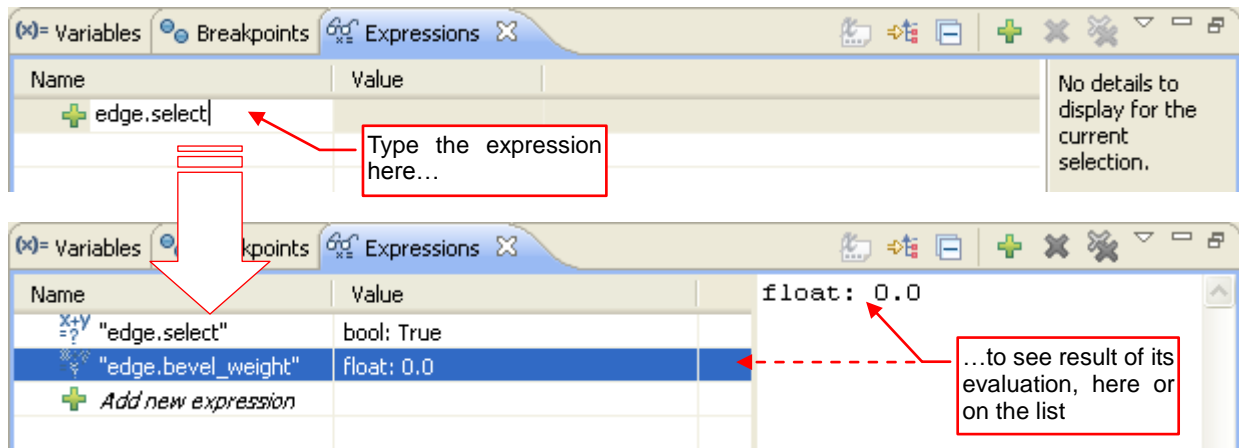 (x)= Variables Breakpoints Expressions
Name Value
edge.select
No details to
display for the
current
selection.
Type the expression
here…
(x)= Variables kpoints Expressions
Name Value
x+y
=?
"edge.select" bool: True
"edge.bevel_weight" float: 0.0
Add new expression
float: 0.0
…to see result of its
evaluation, here or
on the list